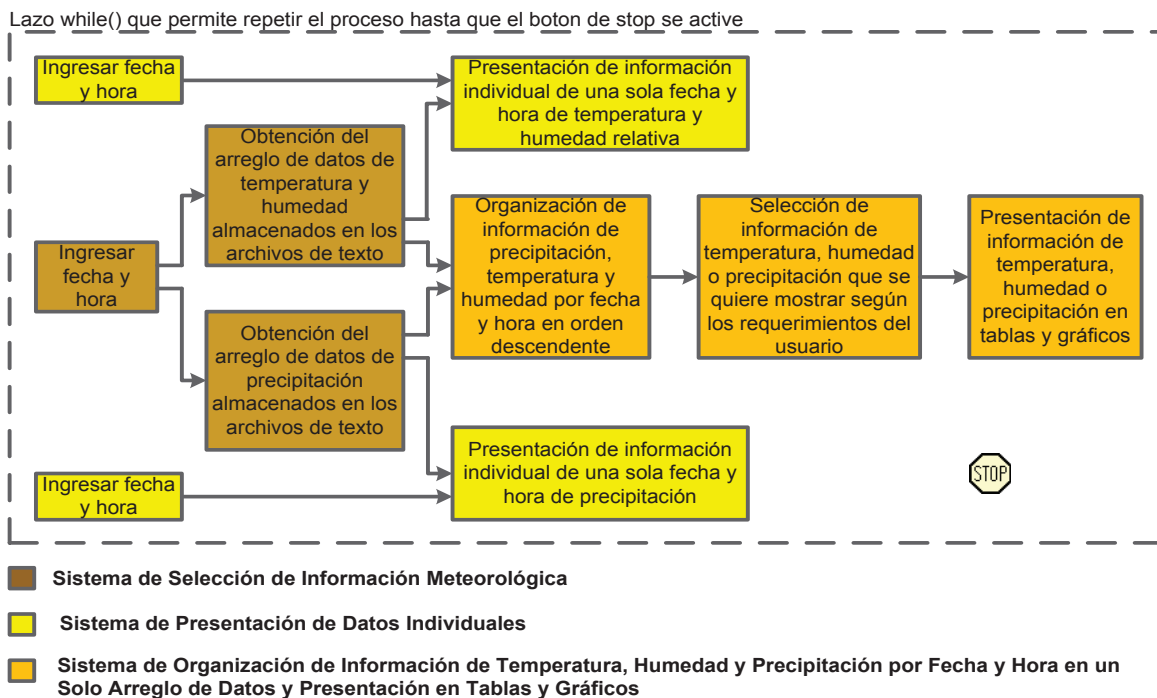 Lazo while() que permite repetir el proceso hasta que el boton de stop se active
Ingresar fecha
y hora
Presentación de información
individual de una sola fecha y
hora de temperatura y
humedad relativa
Obtención del
arreglo de datos de
temperatura y
humedad
almacenados en los
archivos de texto
Ingresar
fecha y
hora
Organización de
información de
precipitación,
temperatura y
humedad por fecha
y hora en orden
descendente
Selección de
información de
temperatura, humedad
o precipitación que se
quiere mostrar según
los requerimientos del
usuario
Presentación de
información de
temperatura,
humedad o
precipitación en
tablas y gráficos
Obtención del
arreglo de datos de
precipitación
almacenados en los
archivos de texto
Ingresar fecha
y hora
Presentación de información
individual de una sola fecha y
hora de precipitación
STOP
Sistema de Selección de Información Meteorológica
Sistema de Presentación de Datos Individuales
Sistema de Organización de Información de Temperatura, Humedad y Precipitación por Fecha y Hora en un
Solo Arreglo de Datos y Presentación en Tablas y Gráficos